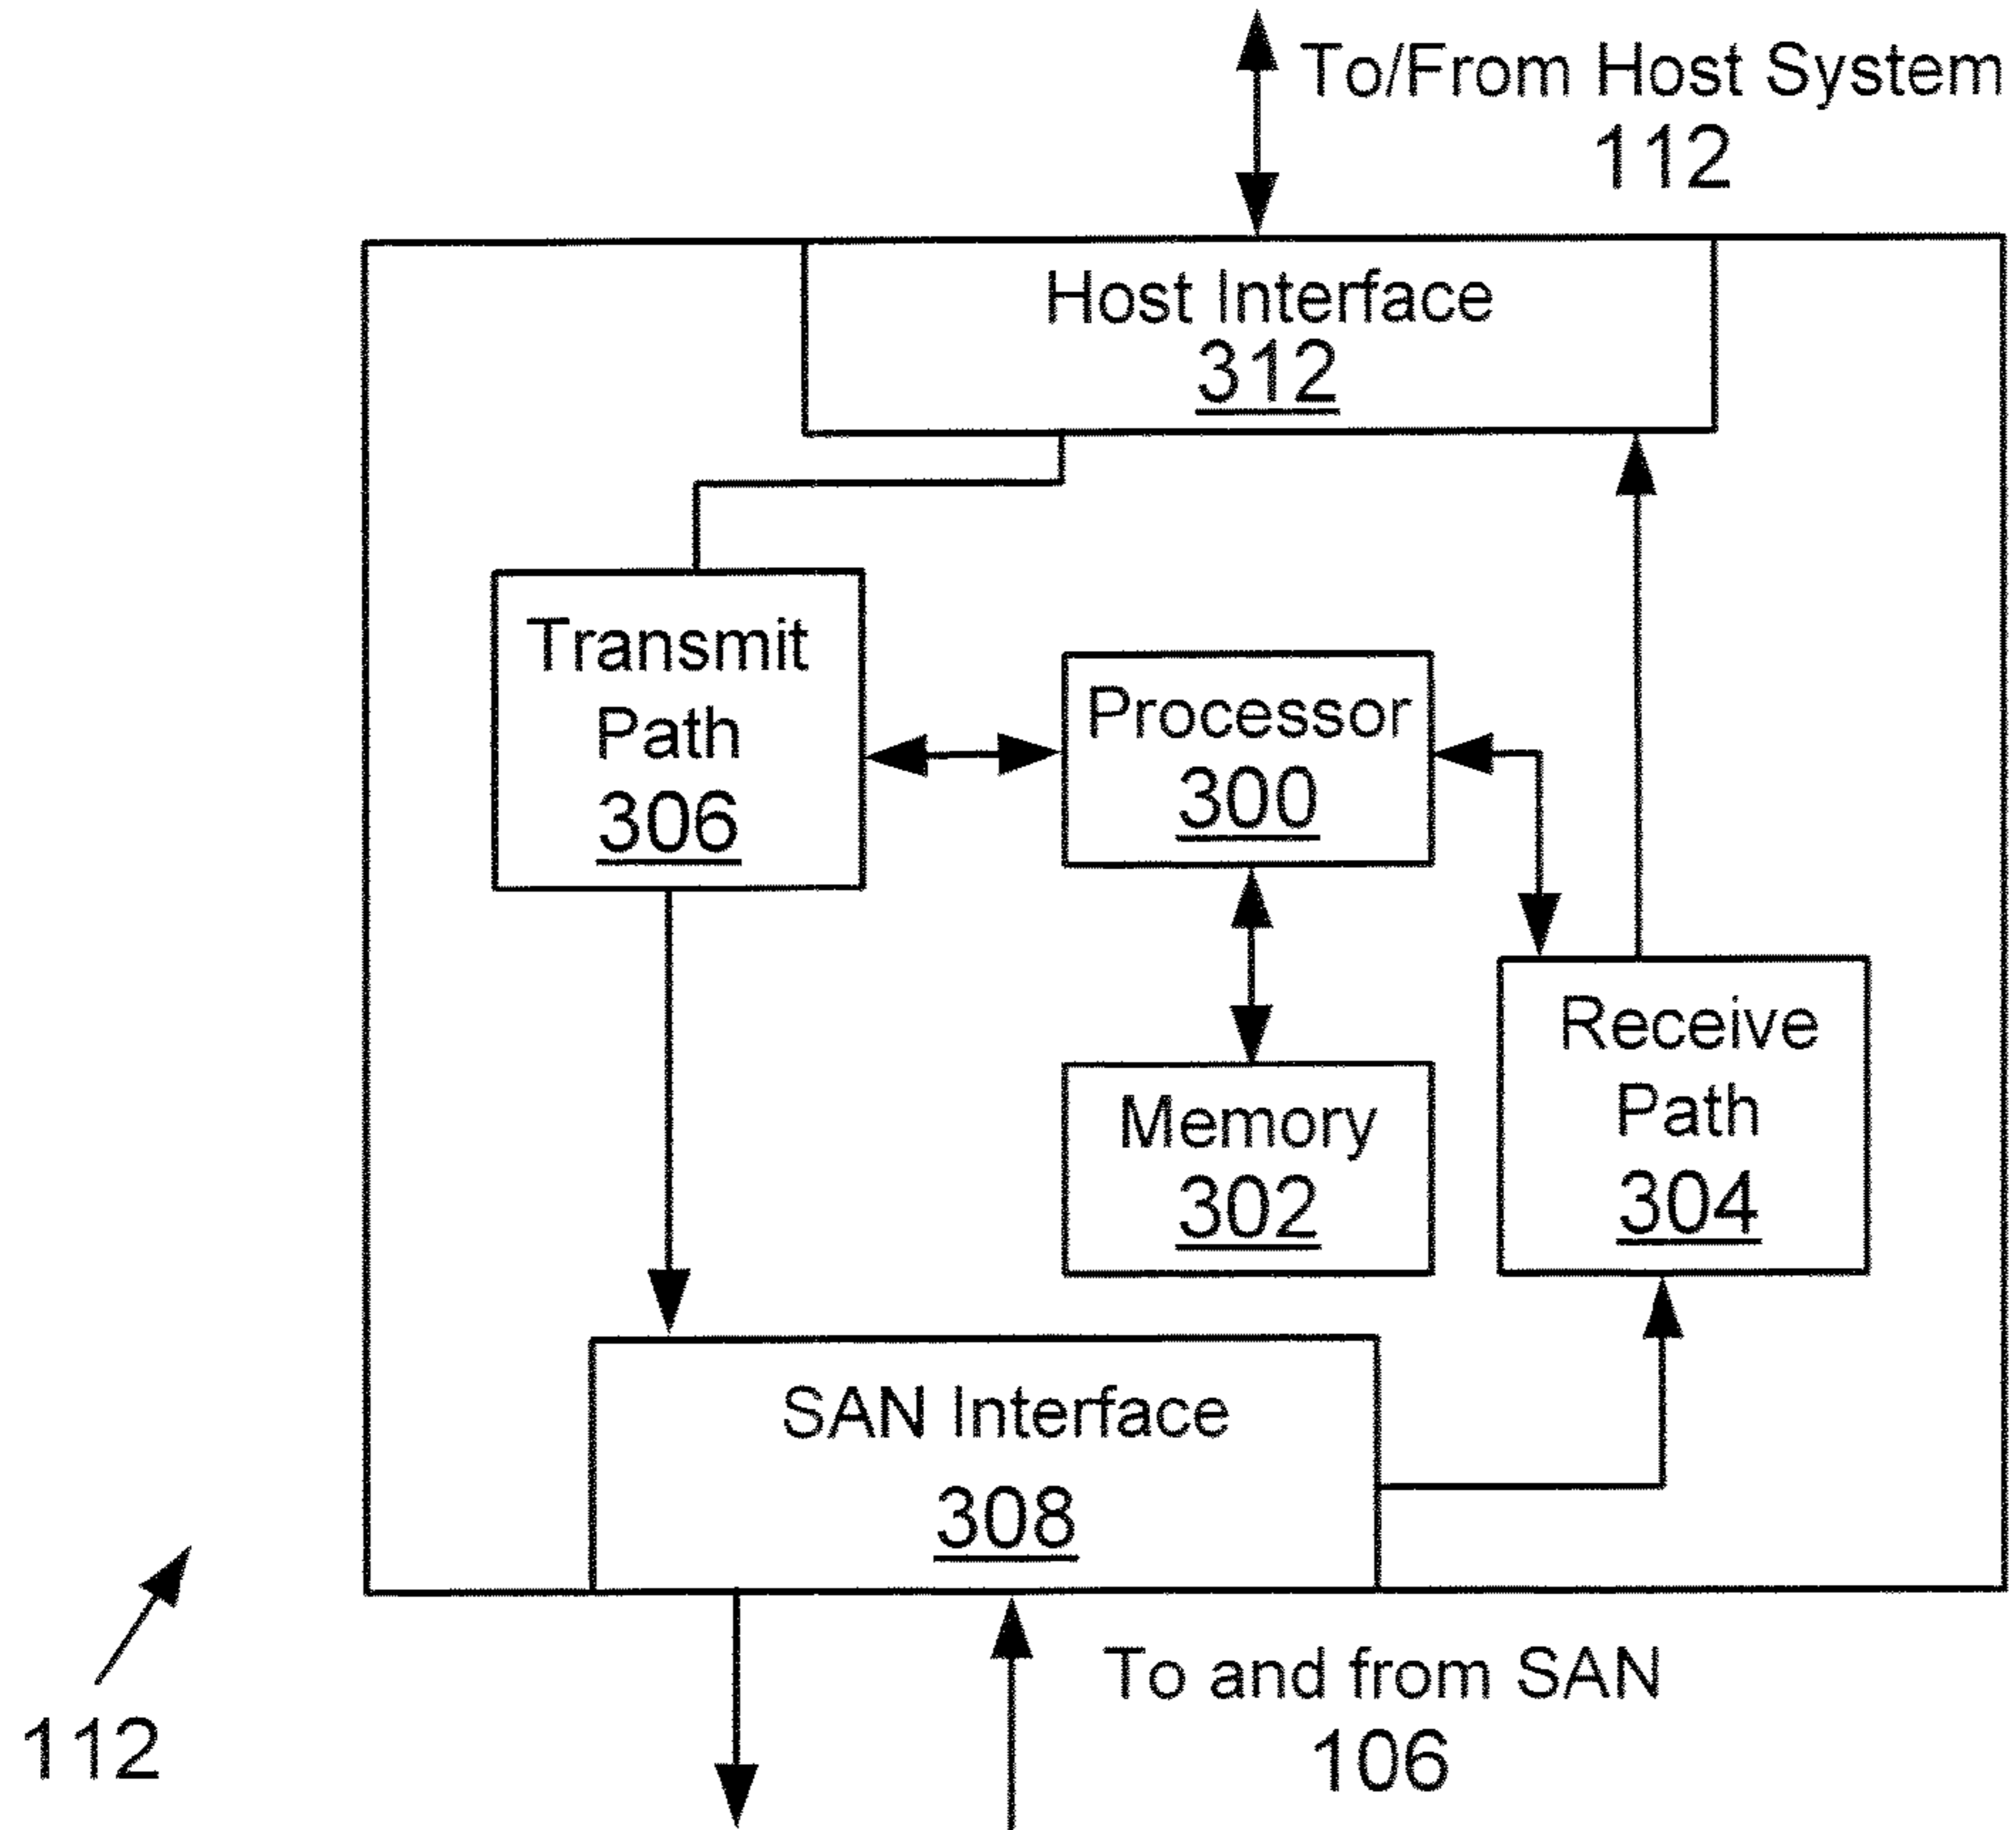 To/From Host System
112
Host Interface
312
Transmit
Path
306
Processor
300
Memory
302
Receive
Path
304
SAN Interface
308
To and from SAN
106
112